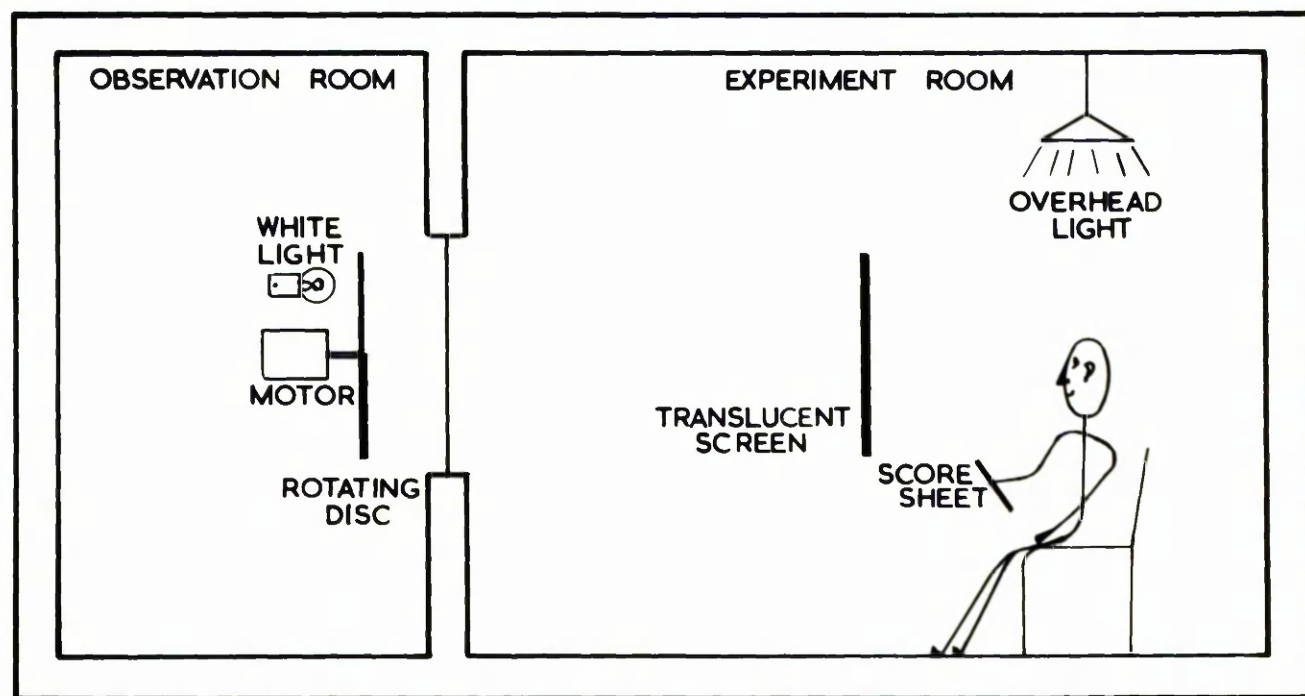 OBSERVATION ROOM
EXPERIMENT ROOM
OVERHEAD
LIGHT
WHITE
LIGHT
MOTOR
TRANSLUCENT
SCREEN
SCORE
SHEET
ROTATING
DISC